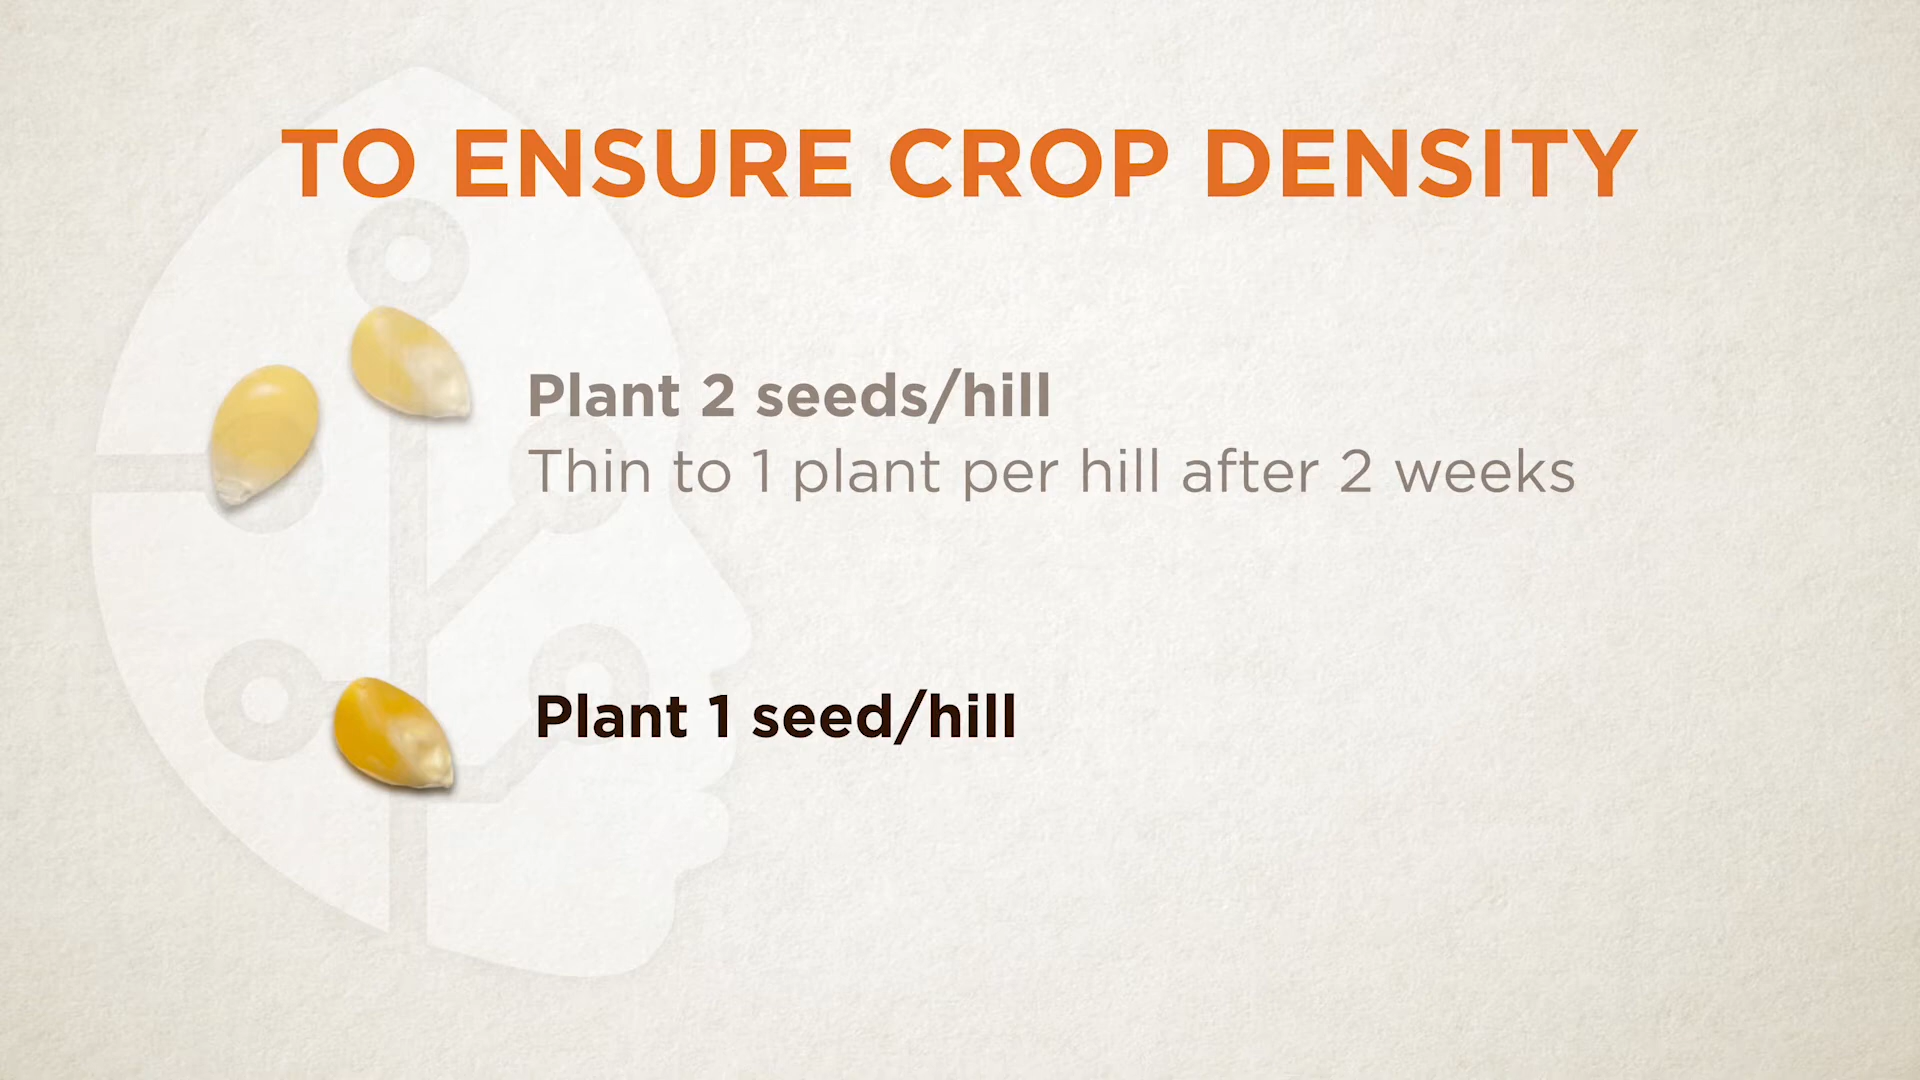 TO ENSURE CROP DENSITY
Plant 2 seeds/hill
Thin to 1 plant per hill after 2 weeks
Plant 1 seed/hill